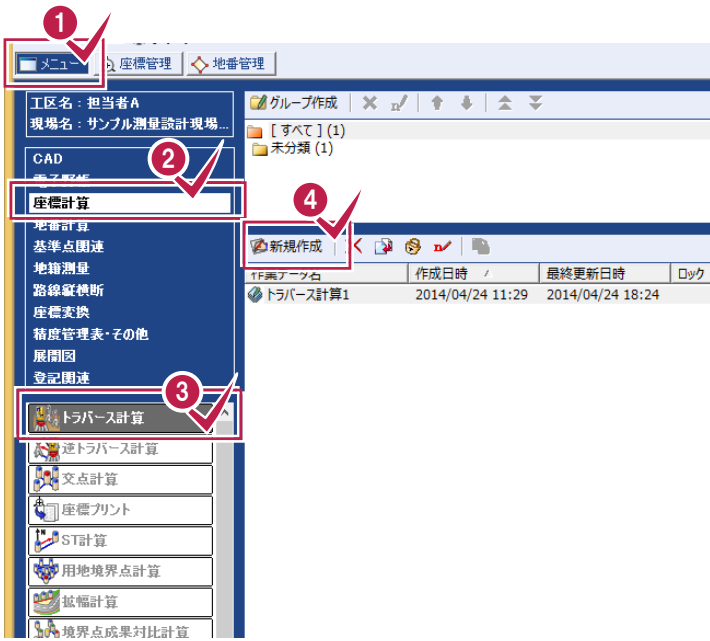 1
メニュー 座標管理 地番管理
工区名：担当者A
現場名：サンプル測量設計現場...
グループ作成
[ すべて ] (1)
未分類 (1)
2
CAD
座標計算
地番計算
基準点関連
地籍測量
路線縦横断
座標変換
精度管理表・その他
展開図
登記関連
4
新規作成
作業データ名 作成日時 最終更新日時 ロック
トラバース計算1 2014/04/24 11:29 2014/04/24 18:24
3
トラバース計算
逆トラバース計算
交点計算
座標プリント
ST計算
用地境界点計算
拡幅計算
境界点成果対比計算